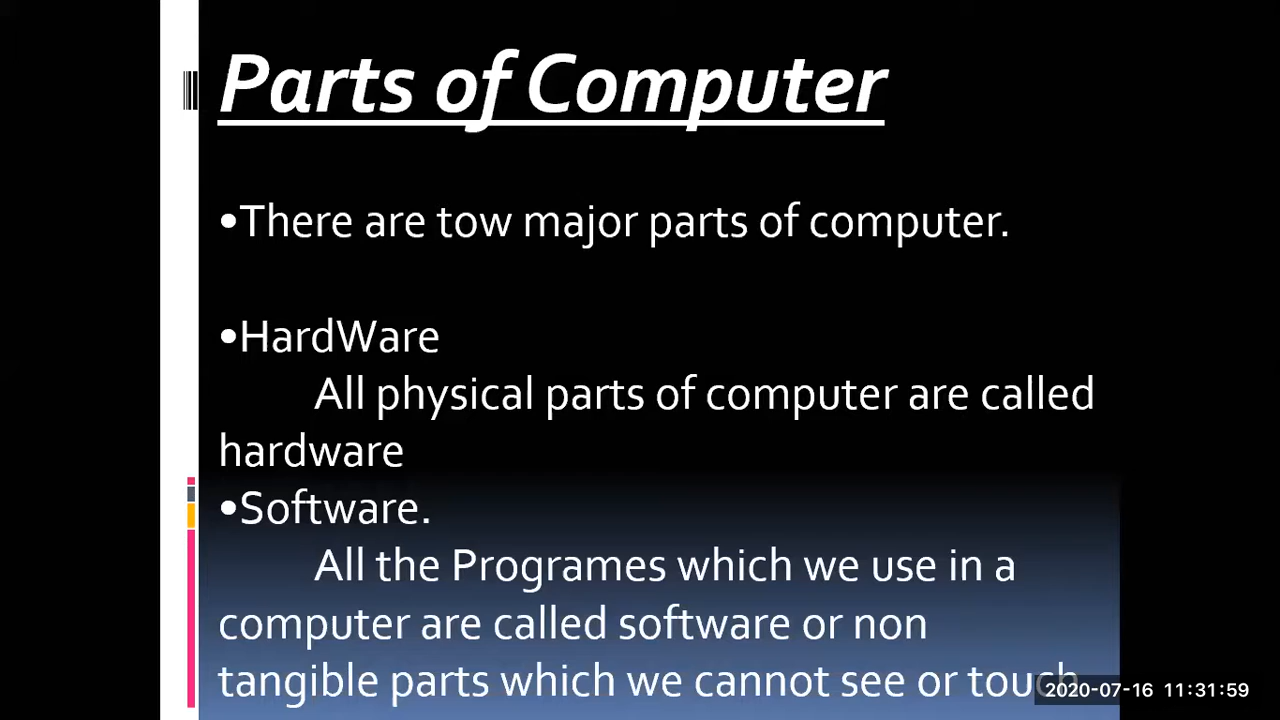 Parts of Computer
•There are tow major parts of computer.
•HardWare
All physical parts of computer are called
hardware
•Software.
All the Programes which we use in a
computer are called software or non
tangible parts which we cannot see or touch
2020-07-16 11:31:59